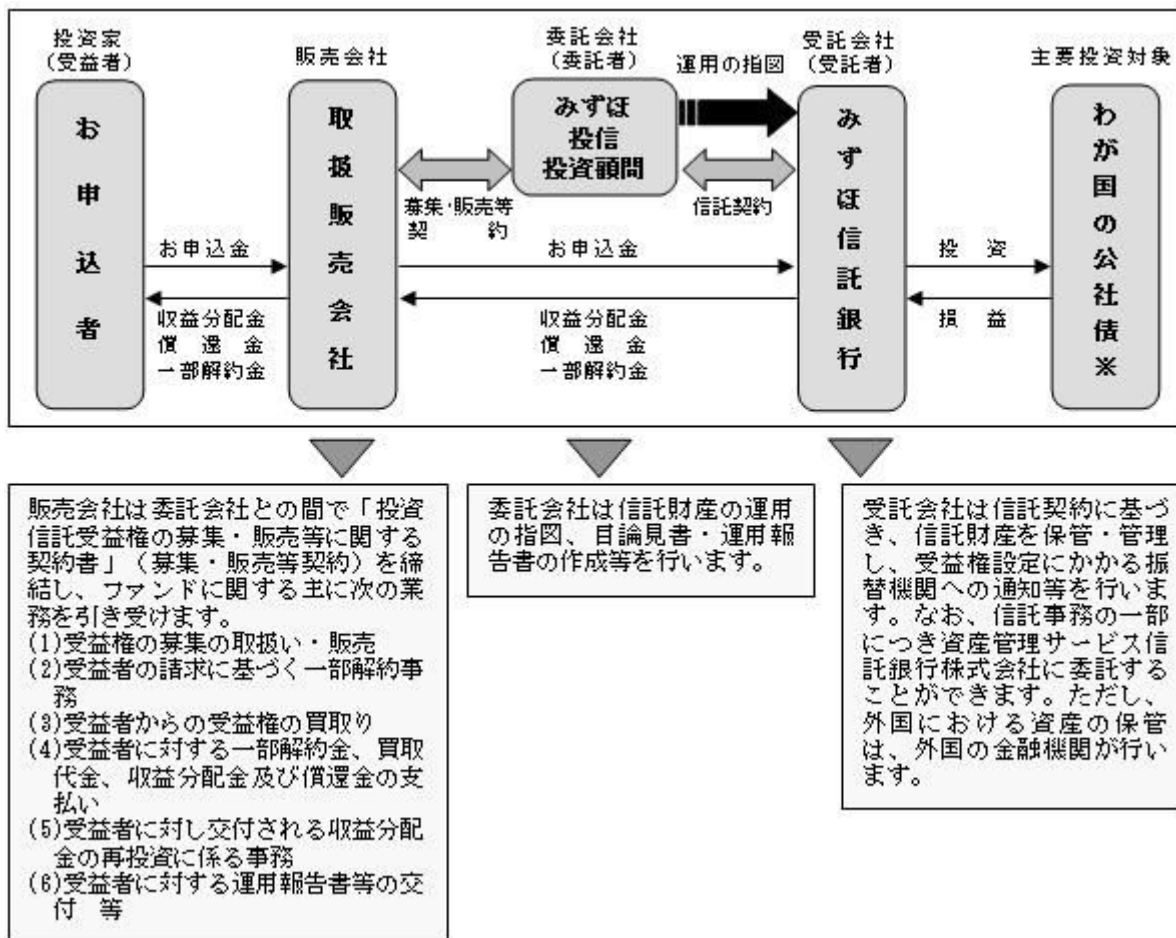 投資家
(受益者)
お申込者
販売会社
取扱販売会社
委託会社
(委託者)
みずほ
投信
投資顧問
運用の指図
受託会社
(受託者)
みずほ信託銀行
主要投資対象
わが国の公社債※
募集・販売等
契　　約
信託契約
お申込金
収益分配金
償　還　金
一部解約金
お申込金
収益分配金
償　還　金
一部解約金
投　資
損　益
販売会社は委託会社との間で「投資
信託受益権の募集・販売等に関する
契約書」（募集・販売等契約）を締
結し、ファンドに関する主に次の業
務を引き受けます。
(1)受益権の募集の取扱い・販売
(2)受益者の請求に基づく一部解約事
務
(3)受益者からの受益権の買取り
(4)受益者に対する一部解約金、買取
代金、収益分配金及び償還金の支
払い
(5)受益者に対し交付される収益分配
金の再投資に係る事務
(6)受益者に対する運用報告書等の交
付　等
委託会社は信託財産の運用
の指図、目論見書・運用報
告書の作成等を行います。
受託会社は信託契約に基づ
き、信託財産を保管・管理
し、受益権設定にかかる振
替機関への通知等を行いま
す。なお、信託事務の一部
につき資産管理サービス信
託銀行株式会社に委託する
ことができます。ただし、
外国における資産の保管
は、外国の金融機関が行い
ます。